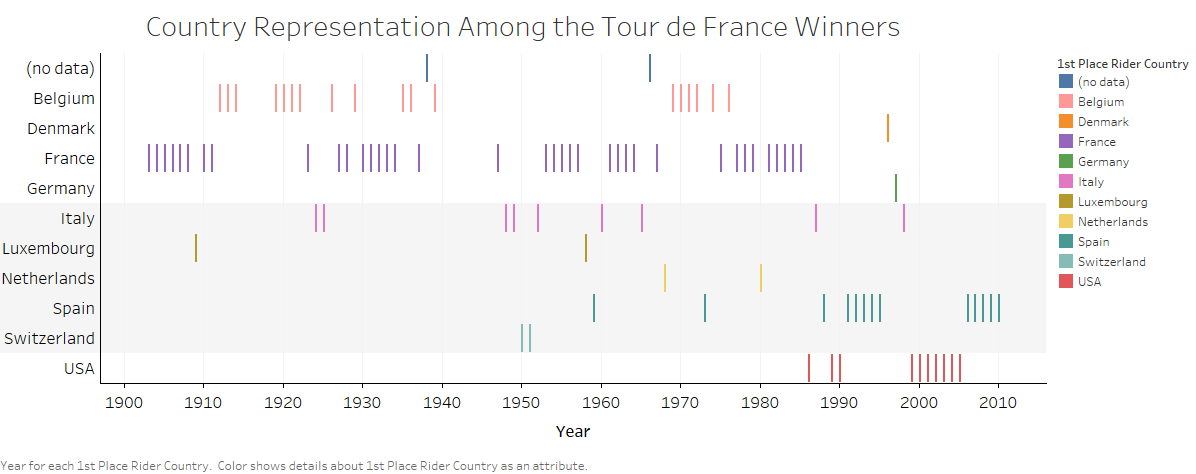 Country Representation Among the Tour de France Winners
1st Place Rider Country
(no data)
Belgium
Denmark
France
Germany
Italy
Luxembourg
Netherlands
Spain
Switzerland
USA
(no data)
Belgium
Denmark
France
Germany
Italy
Luxembourg
Netherlands
Spain
Switzerland
USA
1900 1910 1920 1930 1940 1950 1960 1970 1980 1990 2000 2010
Year
Year for each 1st Place Rider Country. Color shows details about 1st Place Rider Country as an attribute.